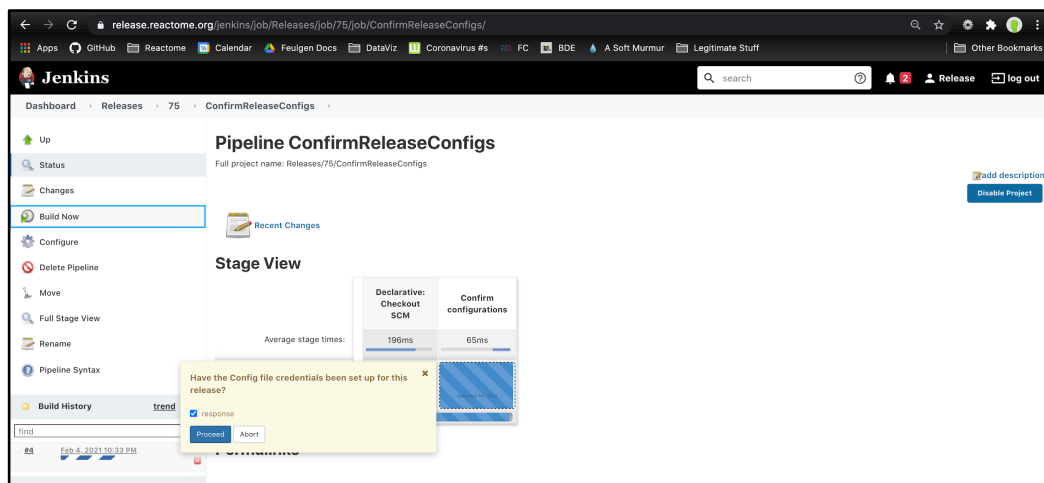 release.reactome.org/jenkins/job/Releases/job/75/job/ConfirmReleaseConfigs/
Apps GitHub Reactome Calendar Feulgen Docs DataViz Coronavirus #s FC BDE A Soft Murmur Legitimate Stuff Other Bookmarks
Jenkins search 2 Release log out
Dashboard Releases 75 ConfirmReleaseConfigs
Up
Status
Changes
Build Now
Configure
Delete Pipeline
Move
Full Stage View
Rename
Pipeline Syntax
Build History trend
find
#4 Feb 4, 2021 10:33 PM
Pipeline ConfirmReleaseConfigs
Full project name: Releases/75/ConfirmReleaseConfigs
add description
Disable Project
Recent Changes
Stage View
Declarative:
Checkout
SCM
Confirm
configurations
Average stage times:
196ms 65ms
Have the Config file credentials been set up for this
release?
response
Proceed Abort